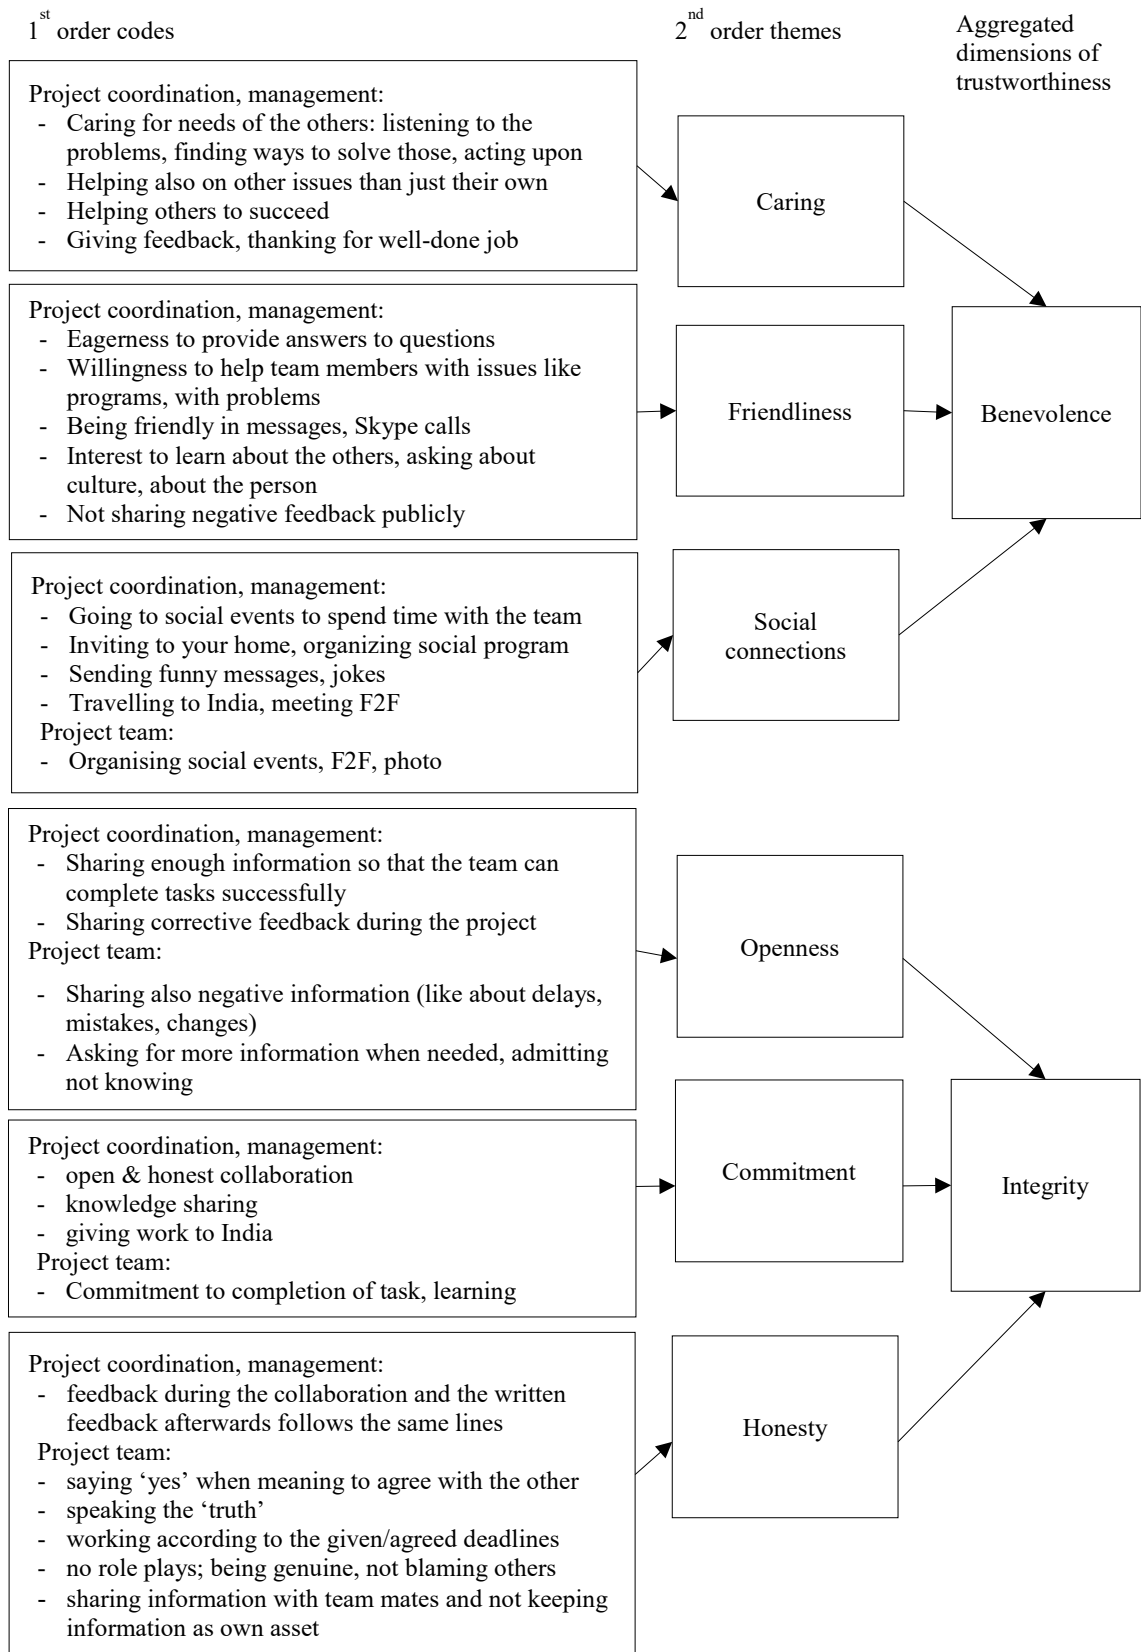 1st order codes
2nd order themes
Aggregated
dimensions of
trustworthiness
Project coordination, management:
- Caring for needs of the others: listening to the
problems, finding ways to solve those, acting upon
- Helping also on other issues than just their own
- Helping others to succeed
- Giving feedback, thanking for well-done job
Caring
Project coordination, management:
- Eagerness to provide answers to questions
- Willingness to help team members with issues like
programs, with problems
- Being friendly in messages, Skype calls
- Interest to learn about the others, asking about
culture, about the person
- Not sharing negative feedback publicly
Friendliness
Benevolence
Project coordination, management:
- Going to social events to spend time with the team
- Inviting to your home, organizing social program
- Sending funny messages, jokes
- Travelling to India, meeting F2F
Project team:
- Organising social events, F2F, photo
Social
connections
Project coordination, management:
- Sharing enough information so that the team can
complete tasks successfully
- Sharing corrective feedback during the project
Project team:
- Sharing also negative information (like about delays,
mistakes, changes)
- Asking for more information when needed, admitting
not knowing
Openness
Project coordination, management:
- open & honest collaboration
- knowledge sharing
- giving work to India
Project team:
- Commitment to completion of task, learning
Commitment
Integrity
Project coordination, management:
- feedback during the collaboration and the written
feedback afterwards follows the same lines
Project team:
- saying ‘yes’ when meaning to agree with the other
- speaking the ‘truth’
- working according to the given/agreed deadlines
- no role plays; being genuine, not blaming others
- sharing information with team mates and not keeping
information as own asset
Honesty